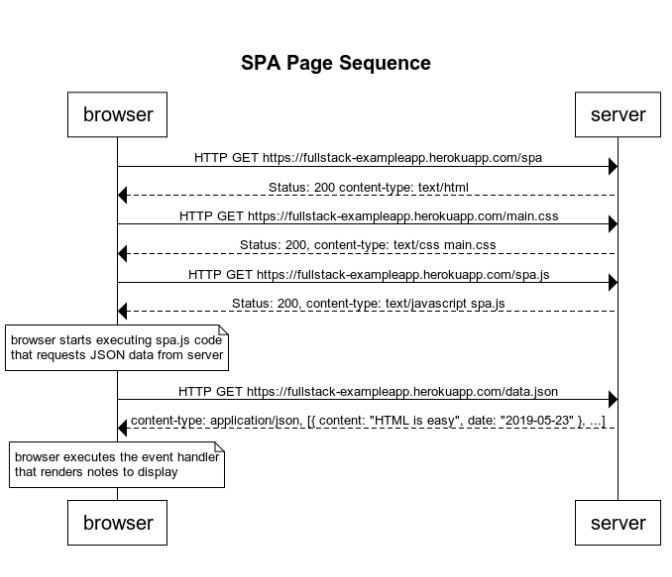 SPA Page Sequence
browser
server
HTTP GET https://fullstack-exampleapp.herokuapp.com/spa
Status: 200 content-type: text/html
HTTP GET https://fullstack-exampleapp.herokuapp.com/main.css
Status: 200, content-type: text/css main.css
HTTP GET https://fullstack-exampleapp.herokuapp.com/spa.js
Status: 200, content-type: text/javascript spa.js
browser starts executing spa.js code
that requests JSON data from server
HTTP GET https://fullstack-exampleapp.herokuapp.com/data.json
content-type: application/json, [{ content: "HTML is easy", date: "2019-05-23" }, ...]
browser executes the event handler
that renders notes to display
browser
server